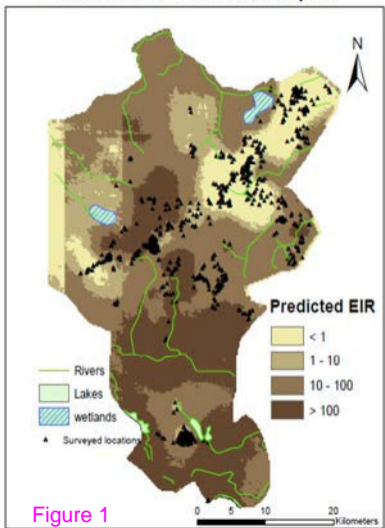 N
Predicted EIR
< 1
1 - 10
10 - 100
> 100
Rivers
Lakes
wetlands
Surveyed locations
Figure 1
0 5 10 20
Kilometers